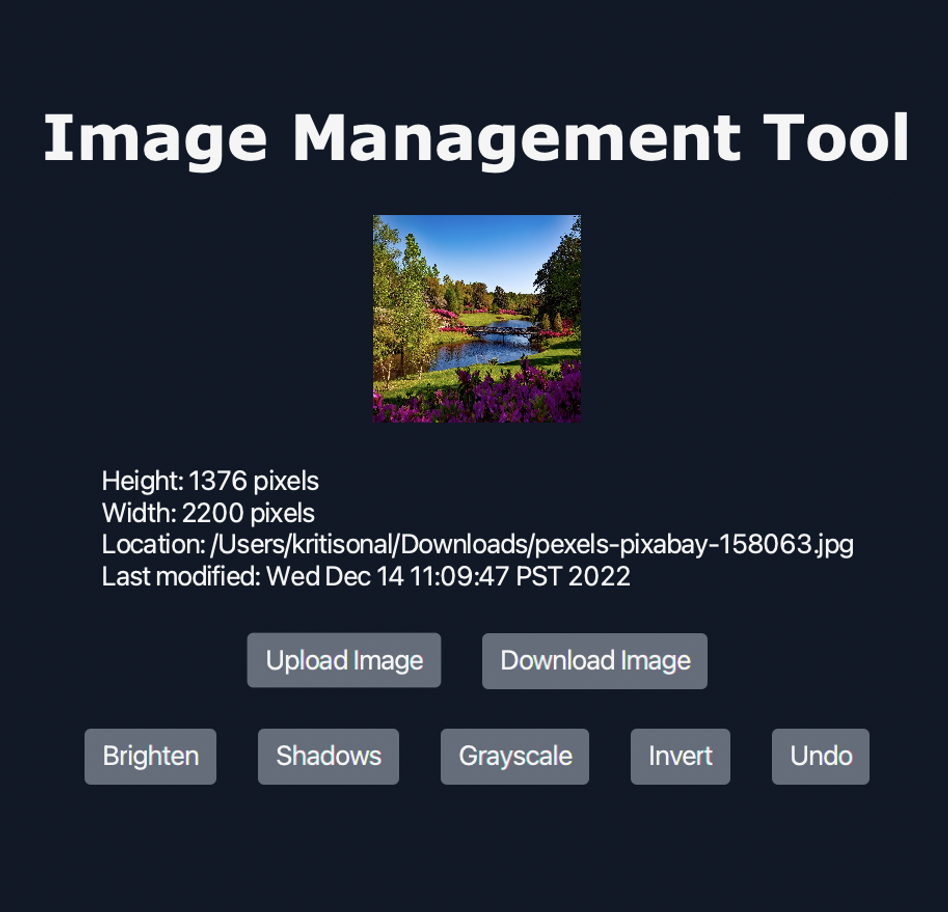 Image Management Tool
Height: 1376 pixels
Width: 2200 pixels
Location: /Users/kritisonal/Downloads/pexels-pixabay-158063.jpg
Last modified: Wed Dec 14 11:09:47 PST 2022
Upload Image Download Image
Brighten Shadows Grayscale Invert Undo